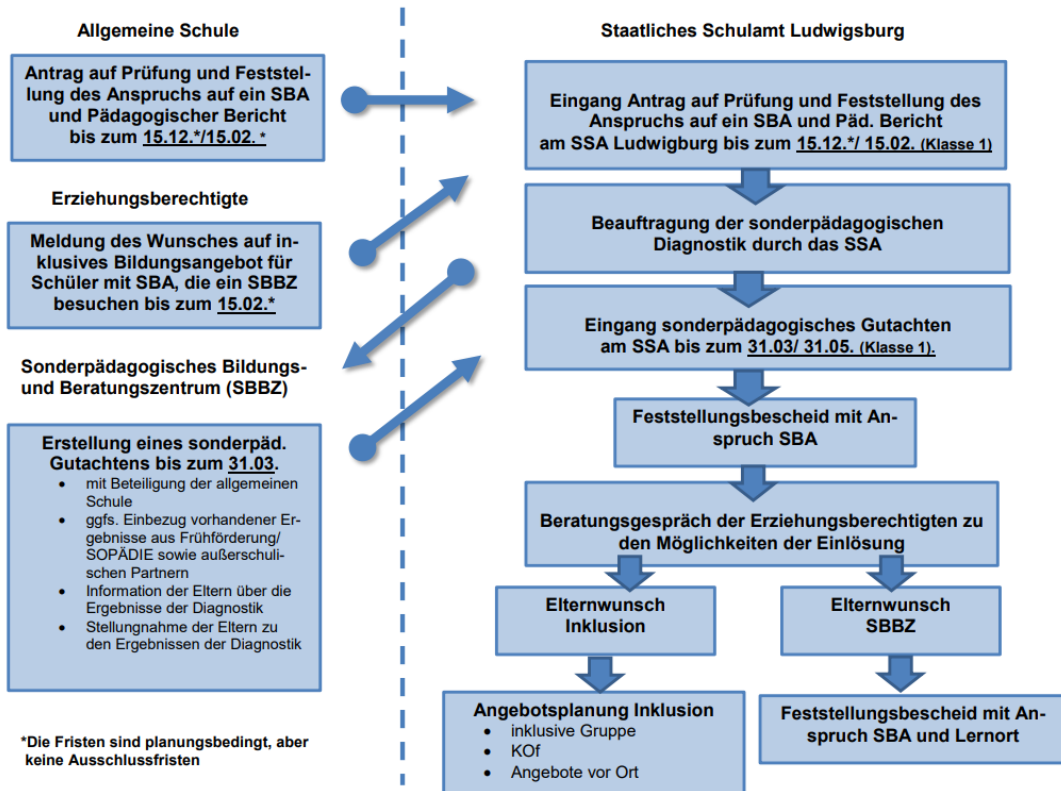 Allgemeine Schule
Antrag auf Prüfung und Feststel-
lung des Anspruchs auf ein SBA
und Pädagogischer Bericht
bis zum 15.12.*/15.02. *
Erziehungsberechtigte
Meldung des Wunsches auf in-
klusives Bildungsangebot für
Schüler mit SBA, die ein SBBZ
besuchen bis zum 15.02.*
Sonderpädagogisches Bildungs-
und Beratungszentrum (SBBZ)
Erstellung eines sonderpäd.
Gutachtens bis zum 31.03.
• mit Beteiligung der allgemeinen
Schule
• ggfs. Einbezug vorhandener Er-
gebnisse aus Frühförderung/
SOPÄDIE sowie außerschuli-
schen Partnern
• Information der Eltern über die
Ergebnisse der Diagnostik
• Stellungnahme der Eltern zu
den Ergebnissen der Diagnostik
*Die Fristen sind planungsbedingt, aber
keine Ausschlussfristen
Staatliches Schulamt Ludwigsburg
Eingang Antrag auf Prüfung und Feststellung des
Anspruchs auf ein SBA und Päd. Bericht
am SSA Ludwigburg bis zum 15.12.*/ 15.02. (Klasse 1)
Beauftragung der sonderpädagogischen
Diagnostik durch das SSA
Eingang sonderpädagogisches Gutachten
am SSA bis zum 31.03/ 31.05. (Klasse 1).
Feststellungsbescheid mit An-
spruch SBA
Beratungsgespräch der Erziehungsberechtigten zu
den Möglichkeiten der Einlösung
Elternwunsch
Inklusion
Elternwunsch
SBBZ
Angebotsplanung Inklusion
• inklusive Gruppe
• KOf
• Angebote vor Ort
Feststellungsbescheid mit An-
spruch SBA und Lernort